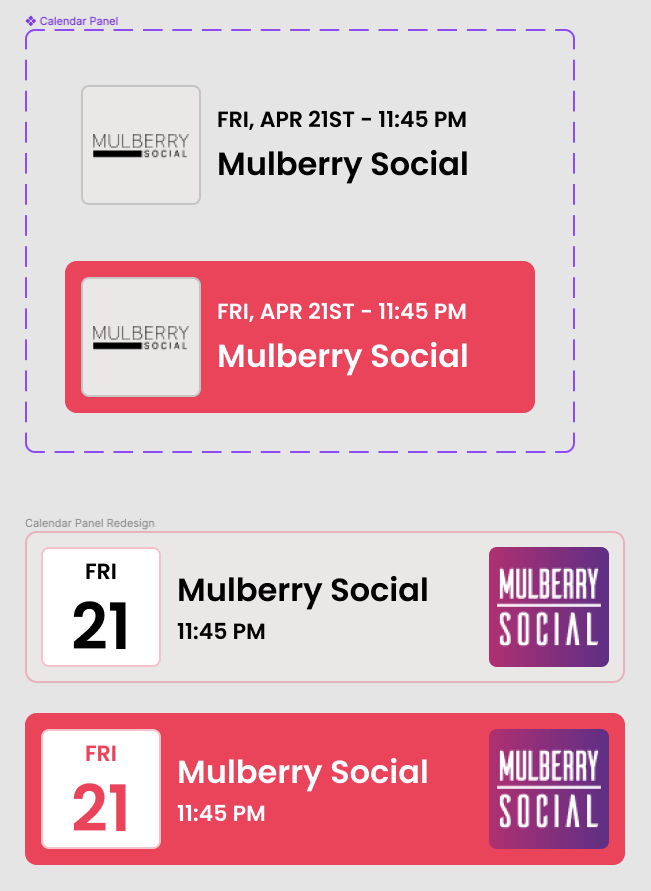 Calendar Panel
FRI, APR 21ST - 11:45 PM
MULBERRY
SOCIAL
Mulberry Social
FRI, APR 21ST - 11:45 PM
MULBERRY
SOCIAL
Mulberry Social
Calendar Panel Redesign
FRI
21
Mulberry Social
11:45 PM
MULBERRY
SOCIAL
FRI
21
Mulberry Social
11:45 PM
MULBERRY
SOCIAL